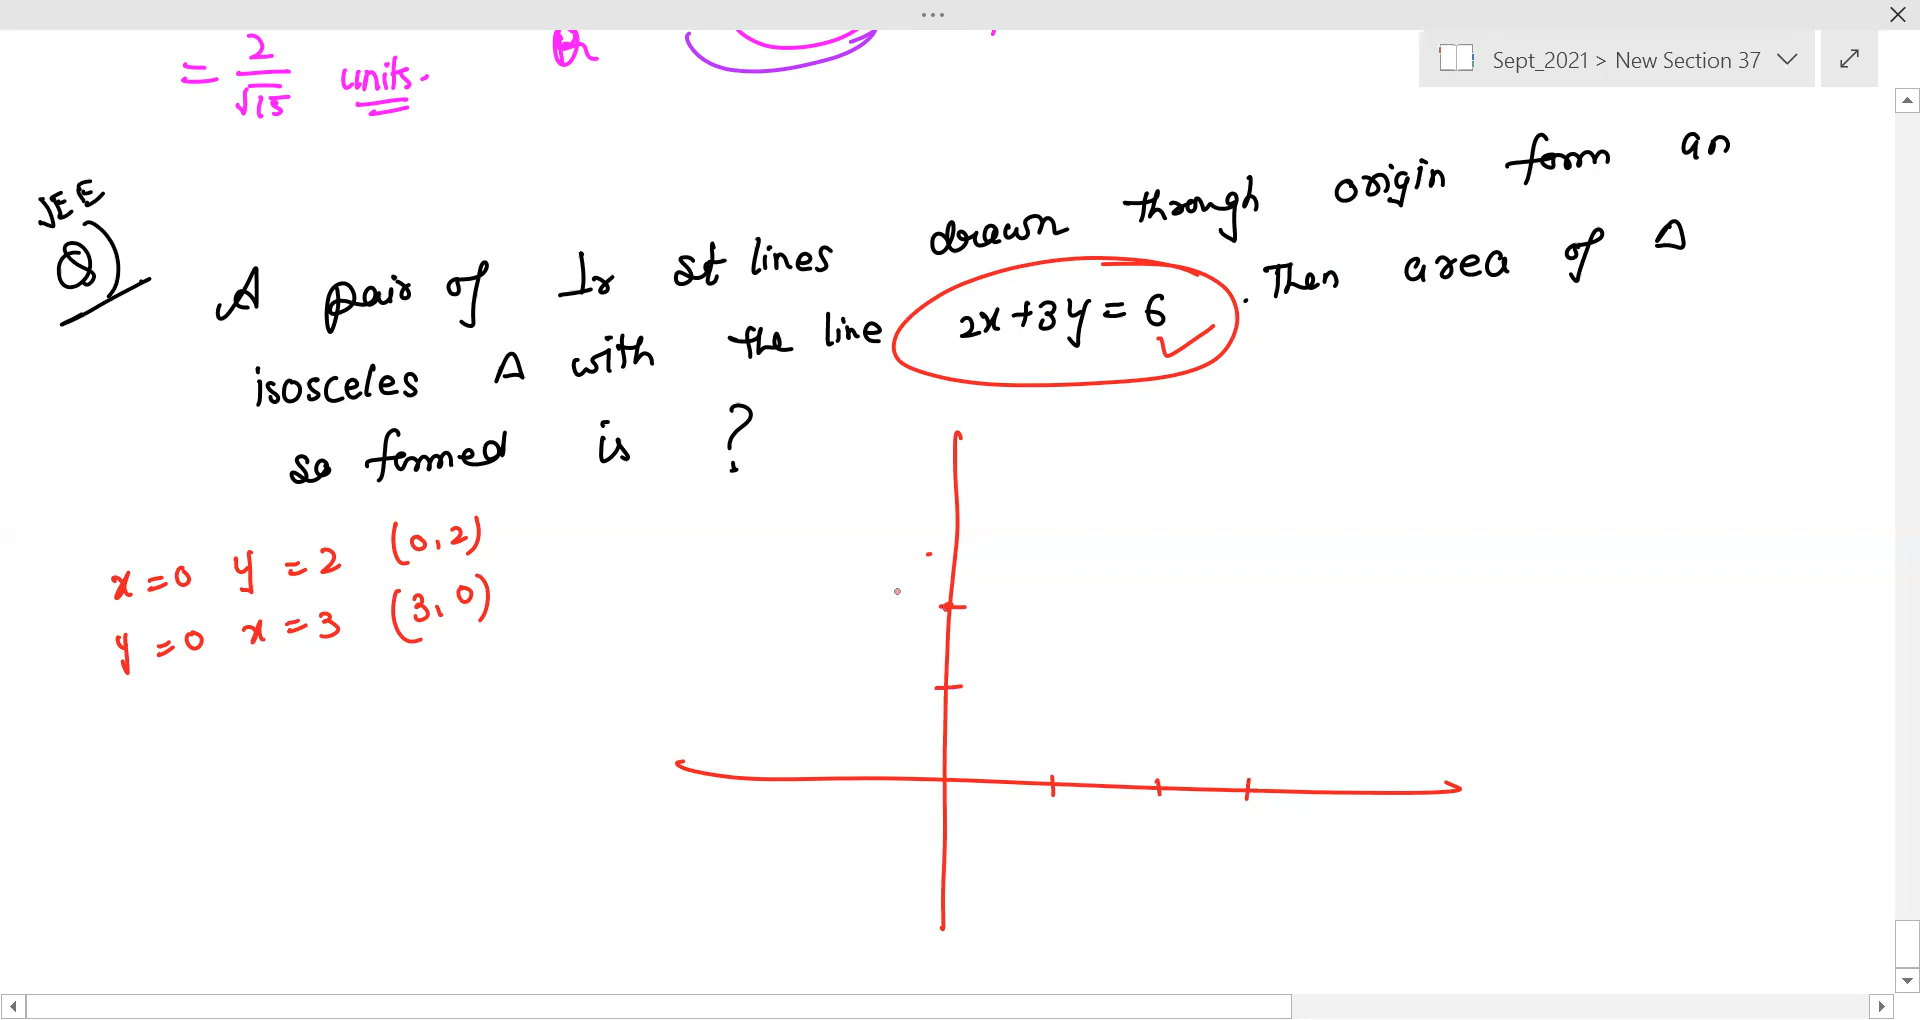 Sept_2021 > New Section 37
= 2/√15 units. Or
JEE
Q) A pair of ⊥r st lines drawn through origin form an
isosceles Δ with the line 2x+3y=6. Then area of Δ
so formed is ?
x=0 y=2 (0,2)
y=0 x=3 (3,0)